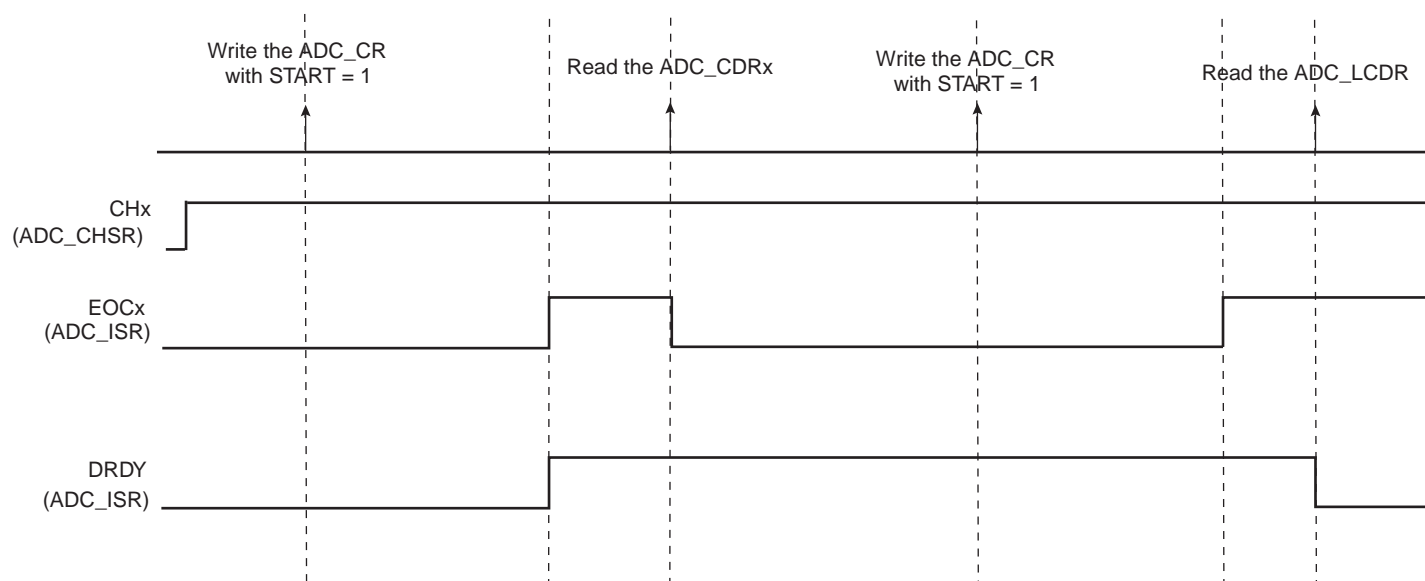 Write the ADC_CR
with START = 1
Read the ADC_CDRx
Write the ADC_CR
with START = 1
Read the ADC_LCDR
CHx
(ADC_CHSR)
EOCx
(ADC_ISR)
DRDY
(ADC_ISR)